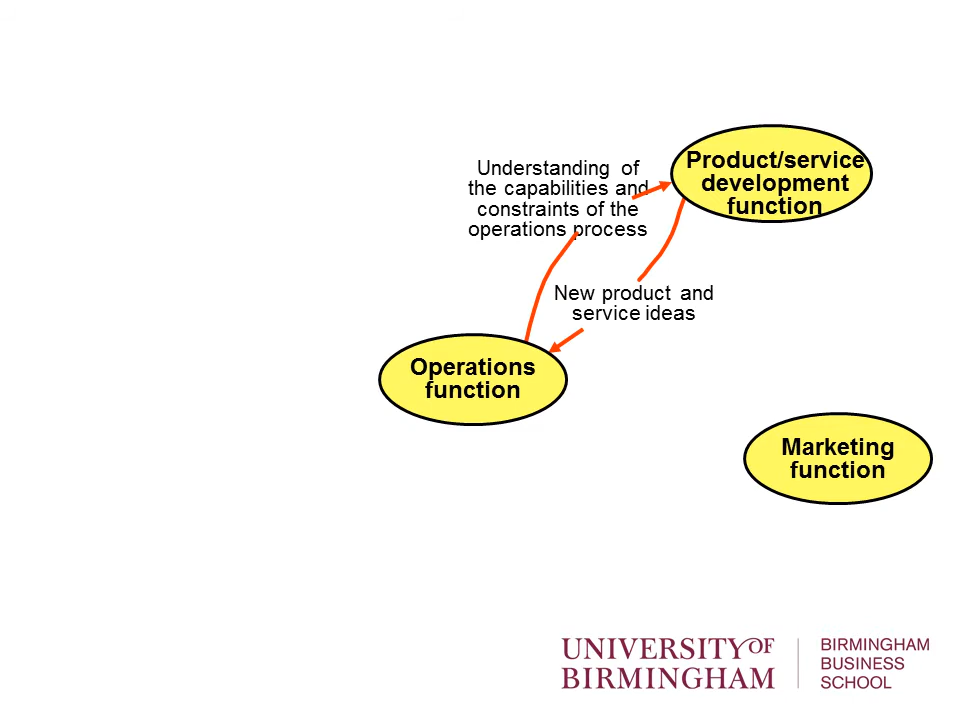 Product/service
development
function
Understanding of
the capabilities and
constraints of the
operations process
New product and
service ideas
Operations
function
Marketing
function
UNIVERSITY OF
BIRMINGHAM
BIRMINGHAM
BUSINESS
SCHOOL